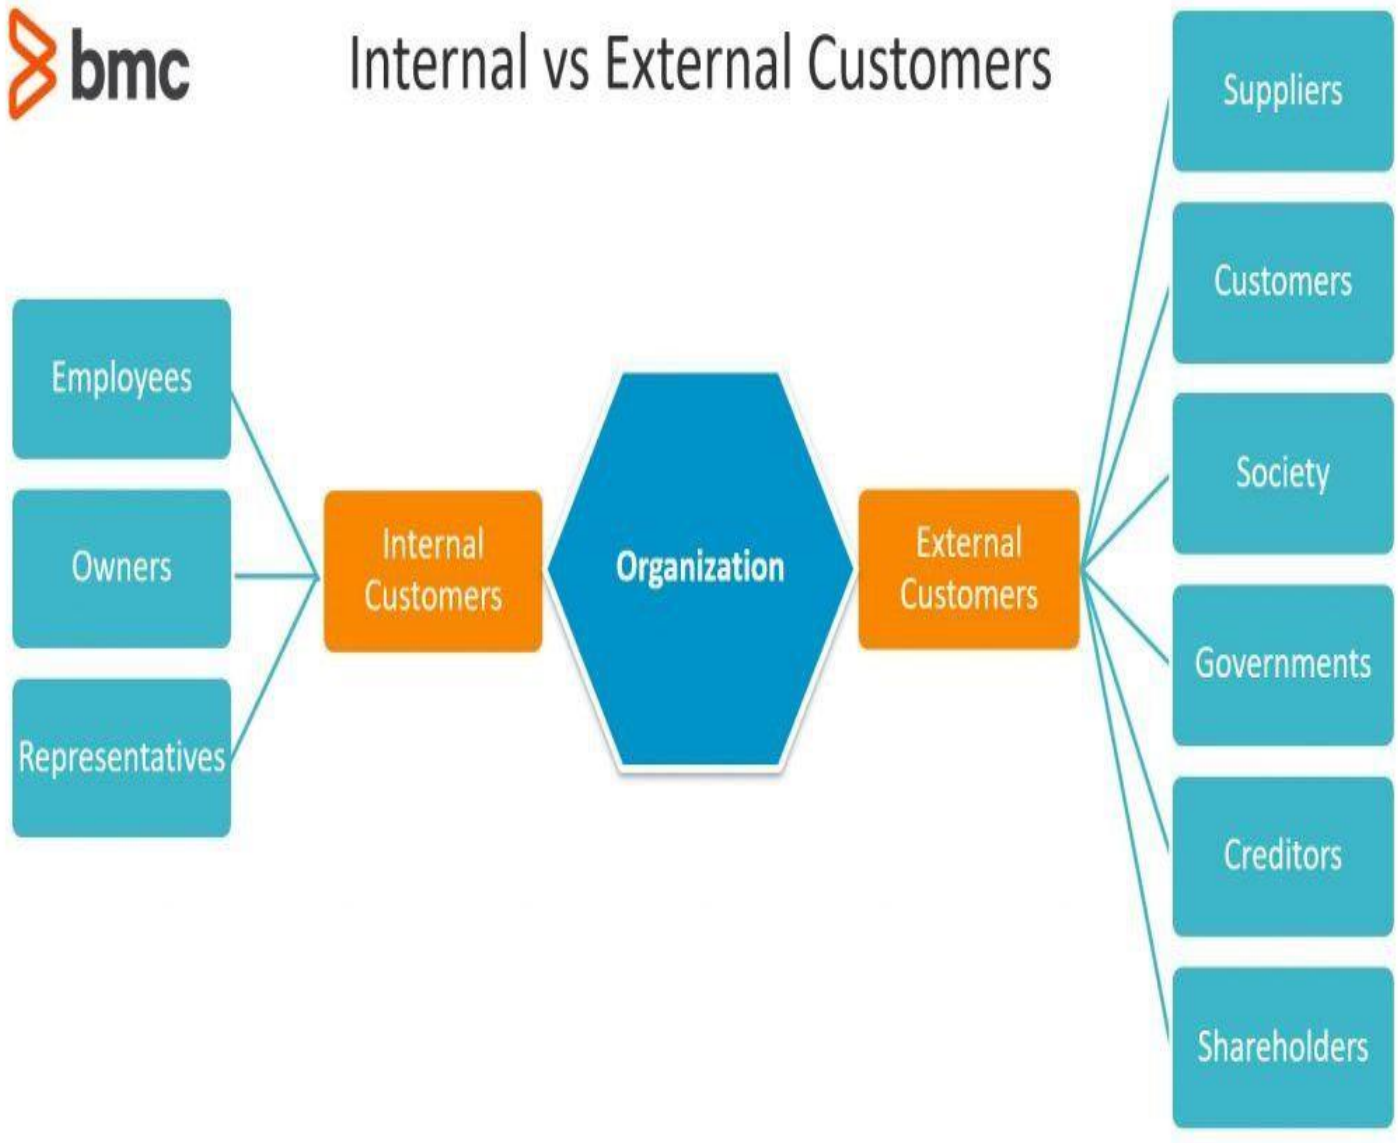 bmc
Internal vs External Customers
Employees
Owners
Representatives
Internal
Customers
Organization
External
Customers
Suppliers
Customers
Society
Governments
Creditors
Shareholders